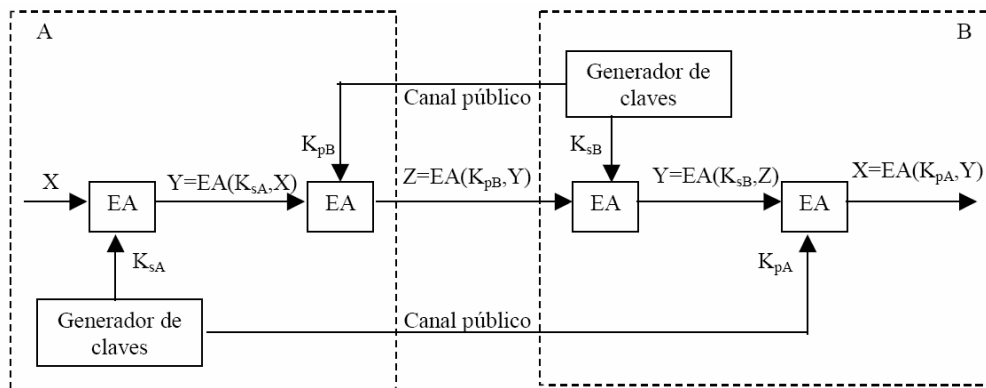 A
B
Generador de
claves
Canal público
K_pB
K_sB
X
Y=EA(K_sA,X)
Z=EA(K_pB,Y)
Y=EA(K_sB,Z)
X=EA(K_pA,Y)
EA
EA
EA
EA
K_sA
K_pA
Generador de
claves
Canal público